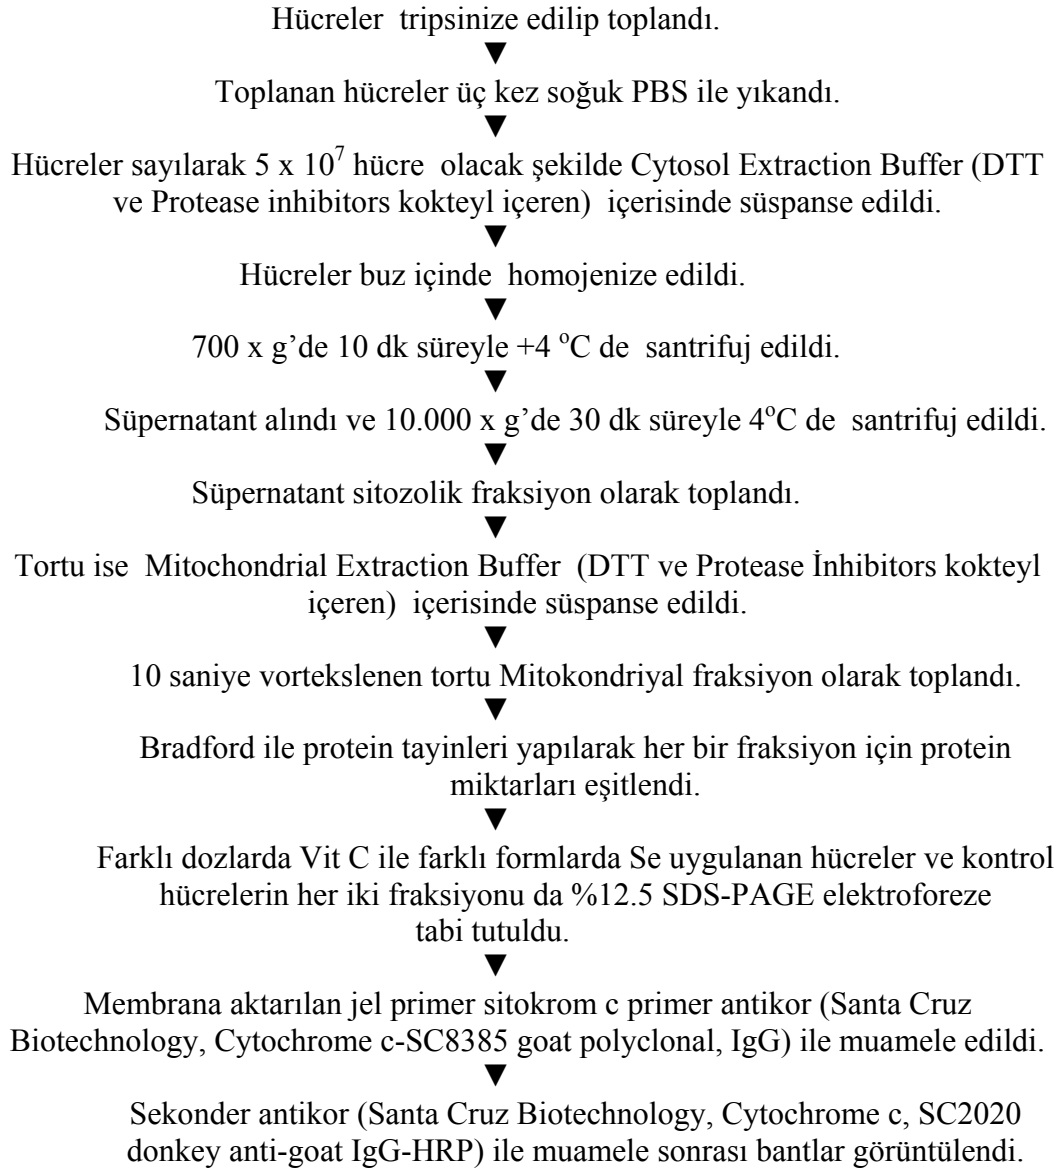 Hücreler tripsinize edilip toplandı.
▼
Toplanan hücreler üç kez soğuk PBS ile yıkandı.
▼
Hücreler sayılarak 5 x 10⁷ hücre olacak şekilde Cytosol Extraction Buffer (DTT
ve Protease inhibitors kokteyl içeren) içerisinde süspanse edildi.
▼
Hücreler buz içinde homojenize edildi.
▼
700 x g’de 10 dk süreyle +4 ºC de santrifuj edildi.
▼
Süpernatant alındı ve 10.000 x g’de 30 dk süreyle 4ºC de santrifuj edildi.
▼
Süpernatant sitozolik fraksiyon olarak toplandı.
▼
Tortu ise Mitochondrial Extraction Buffer (DTT ve Protease İnhibitors kokteyl
içeren) içerisinde süspanse edildi.
▼
10 saniye vortekslenen tortu Mitokondriyal fraksiyon olarak toplandı.
▼
Bradford ile protein tayinleri yapılarak her bir fraksiyon için protein
miktarları eşitlendi.
▼
Farklı dozlarda Vit C ile farklı formlarda Se uygulanan hücreler ve kontrol
hücrelerin her iki fraksiyonu da %12.5 SDS-PAGE elektroforeze
tabi tutuldu.
▼
Membrana aktarılan jel primer sitokrom c primer antikor (Santa Cruz
Biotechnology, Cytochrome c-SC8385 goat polyclonal, IgG) ile muamele edildi.
▼
Sekonder antikor (Santa Cruz Biotechnology, Cytochrome c, SC2020
donkey anti-goat IgG-HRP) ile muamele sonrası bantlar görüntülendi.